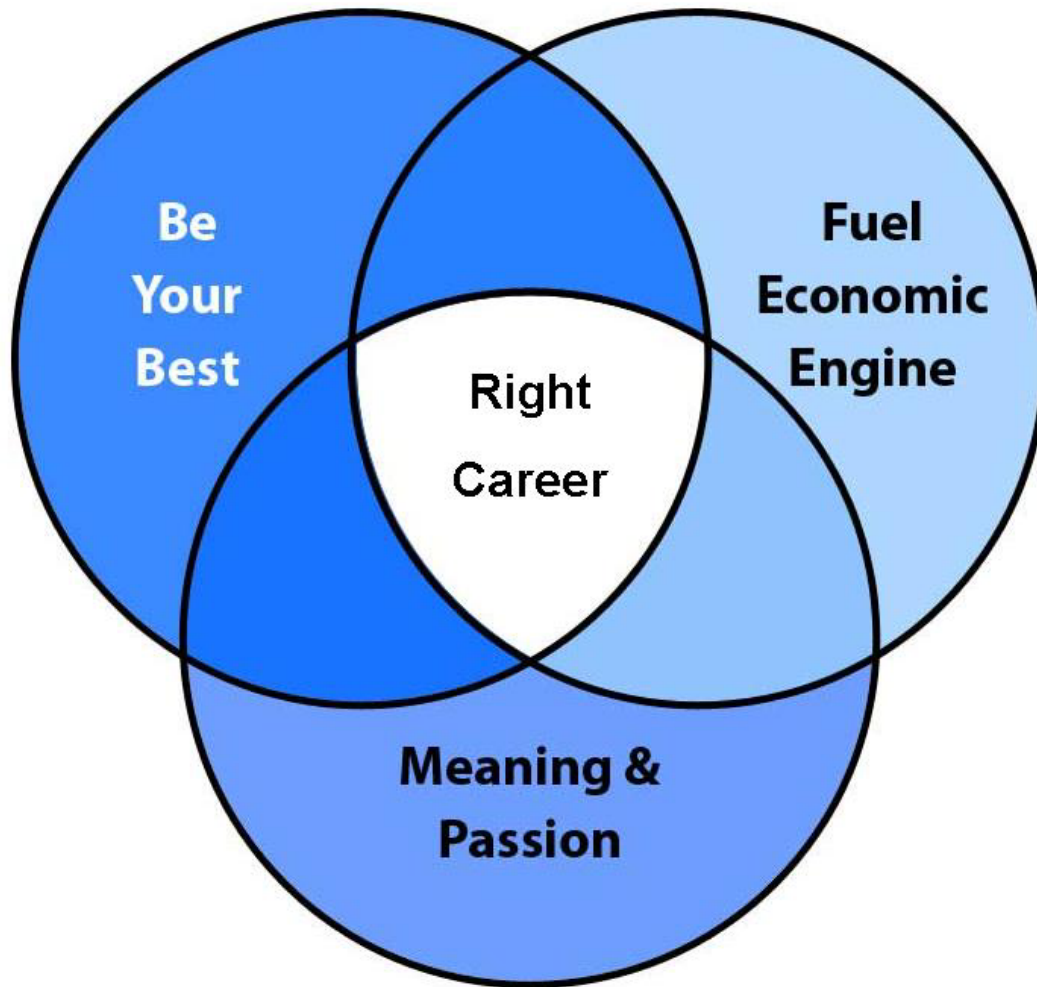 Be
Your
Best
Fuel
Economic
Engine
Right
Career
Meaning &
Passion